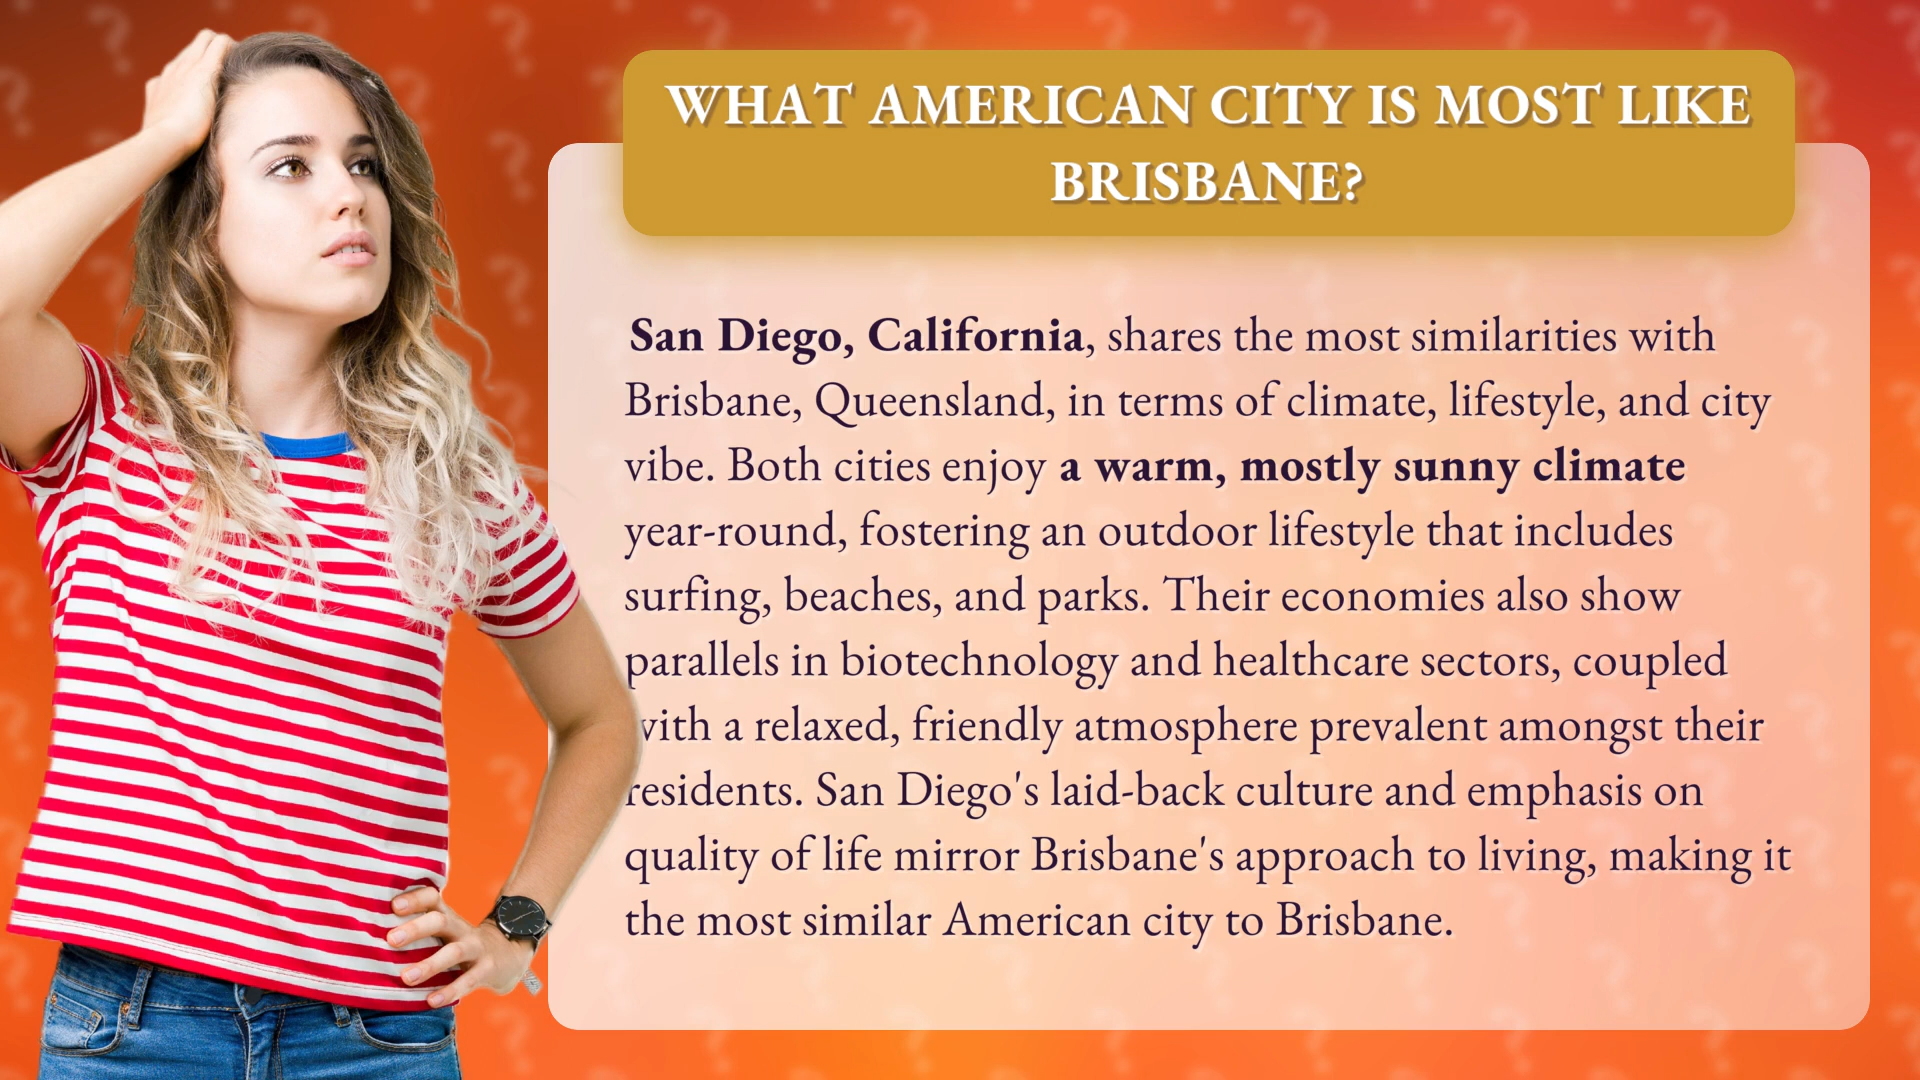 WHAT AMERICAN CITY IS MOST LIKE
BRISBANE?
San Diego, California, shares the most similarities with
Brisbane, Queensland, in terms of climate, lifestyle, and city
vibe. Both cities enjoy a warm, mostly sunny climate
year-round, fostering an outdoor lifestyle that includes
surfing, beaches, and parks. Their economies also show
parallels in biotechnology and healthcare sectors, coupled
with a relaxed, friendly atmosphere prevalent amongst their
residents. San Diego's laid-back culture and emphasis on
quality of life mirror Brisbane's approach to living, making it
the most similar American city to Brisbane.